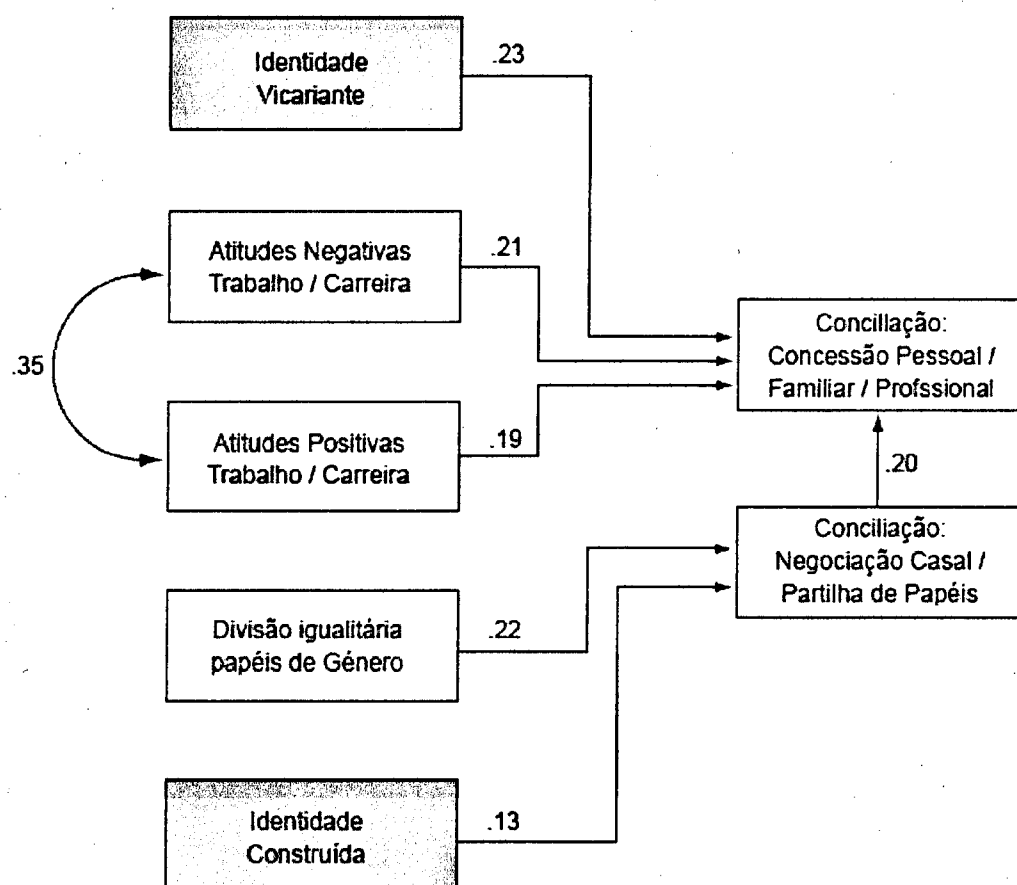 Identidade
Vicariante
.23
Atitudes Negativas
Trabalho / Carreira
.21
.35
Atitudes Positivas
Trabalho / Carreira
.19
Conciliação:
Concessão Pessoal /
Familiar / Profssional
.20
Conciliação:
Negociação Casal /
Partilha de Papéis
Divisão igualitária
papéis de Género
.22
Identidade
Construída
.13